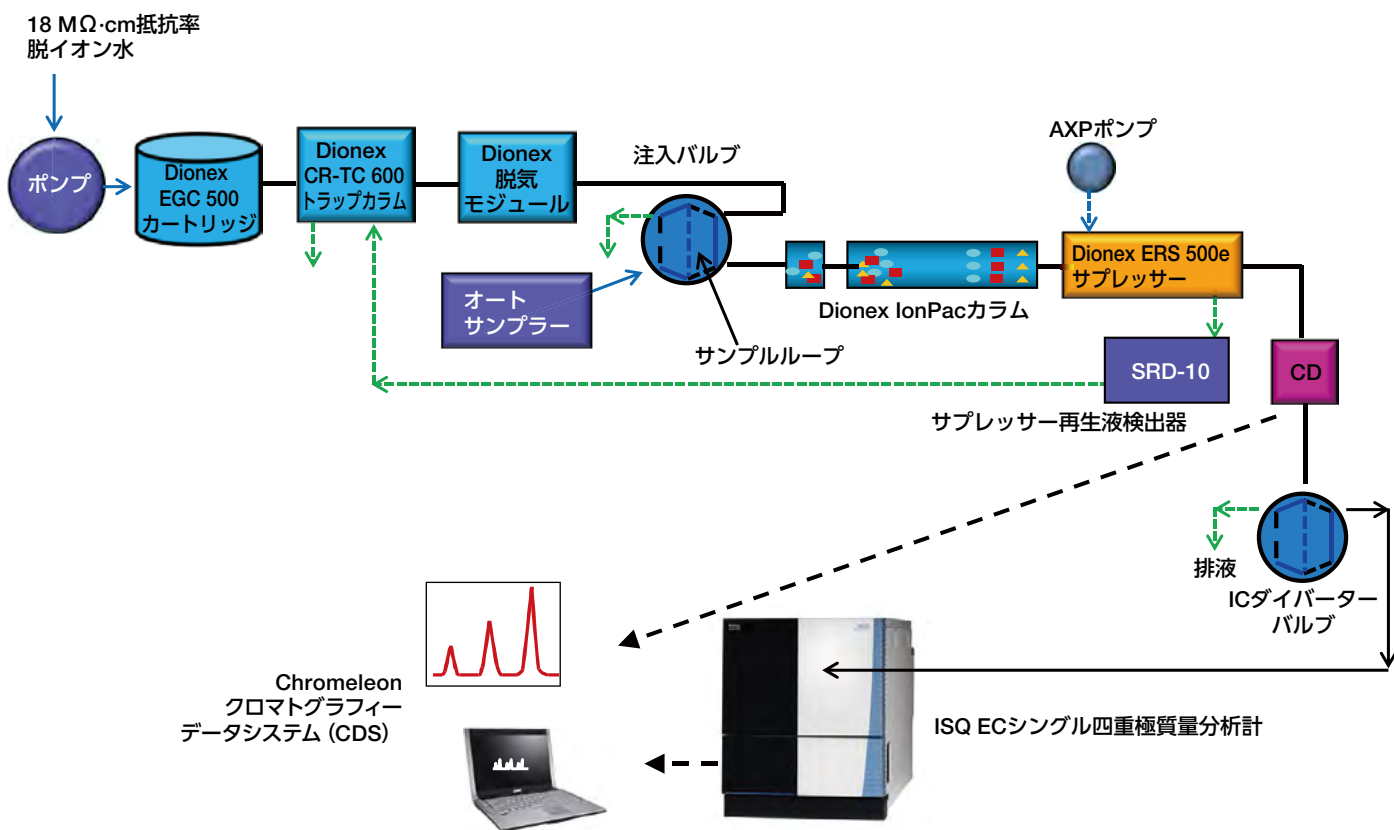 18 MΩ·cm抵抗率
脱イオン水
ポンプ
Dionex
EGC 500
カートリッジ
Dionex
CR-TC 600
トラップカラム
Dionex
脱気
モジュール
注入バルブ
オート
サンプラー
サンプルループ
Dionex IonPacカラム
AXPポンプ
Dionex ERS 500e
サプレッサー
SRD-10
サプレッサー再生液検出器
CD
排液
ICダイバーター
バルブ
Chromeleon
クロマトグラフィー
データシステム（CDS）
ISQ ECシングル四重極質量分析計